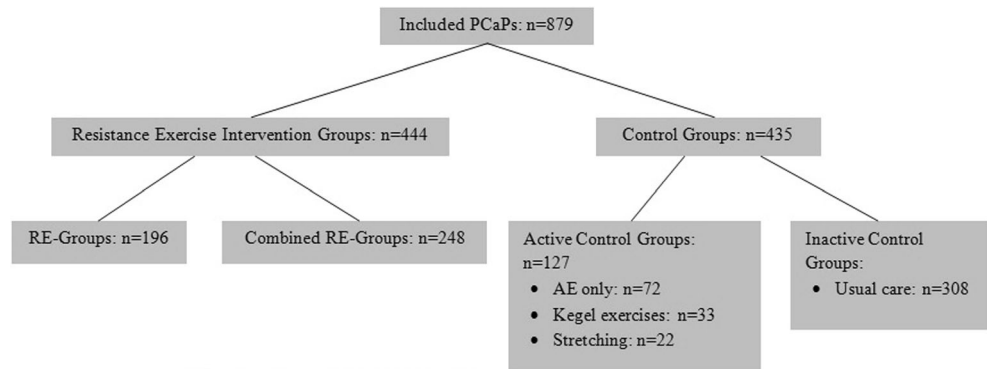 Included PCaPs: n=879
Resistance Exercise Intervention Groups: n=444
Control Groups: n=435
RE-Groups: n=196
Combined RE-Groups: n=248
Active Control Groups:
n=127
• AE only: n=72
• Kegel exercises: n=33
• Stretching: n=22
Inactive Control
Groups:
• Usual care: n=308